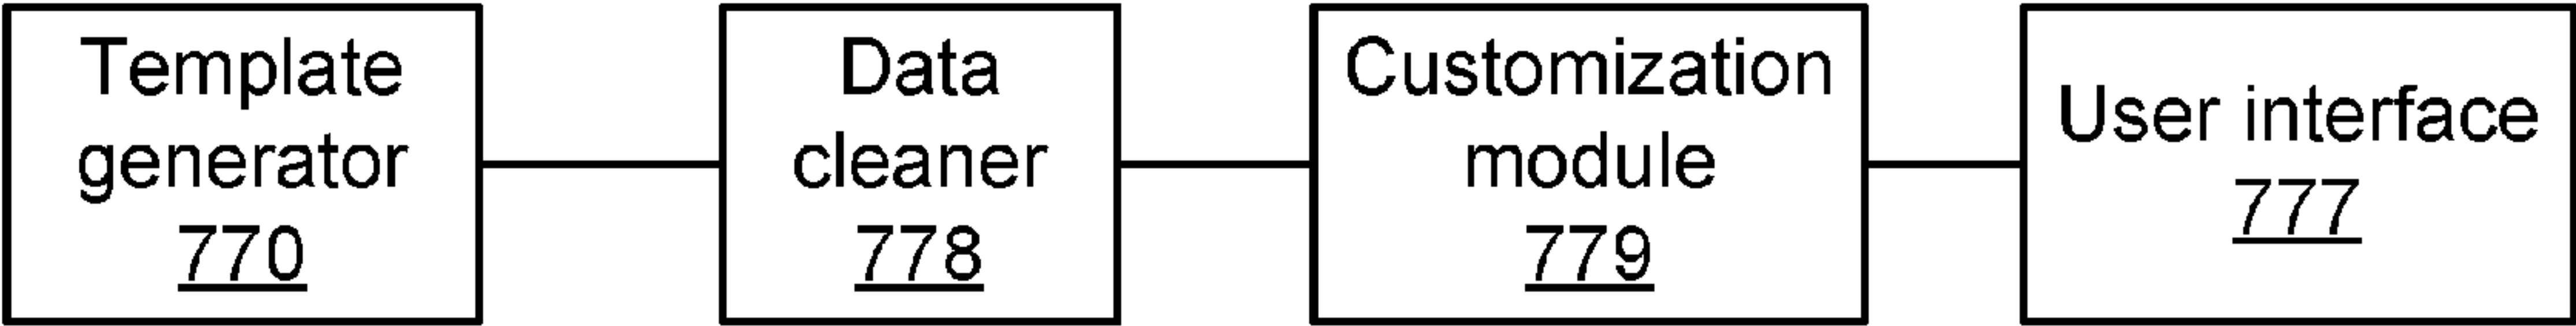 Template
generator
770
Data
cleaner
778
Customization
module
779
User interface
777